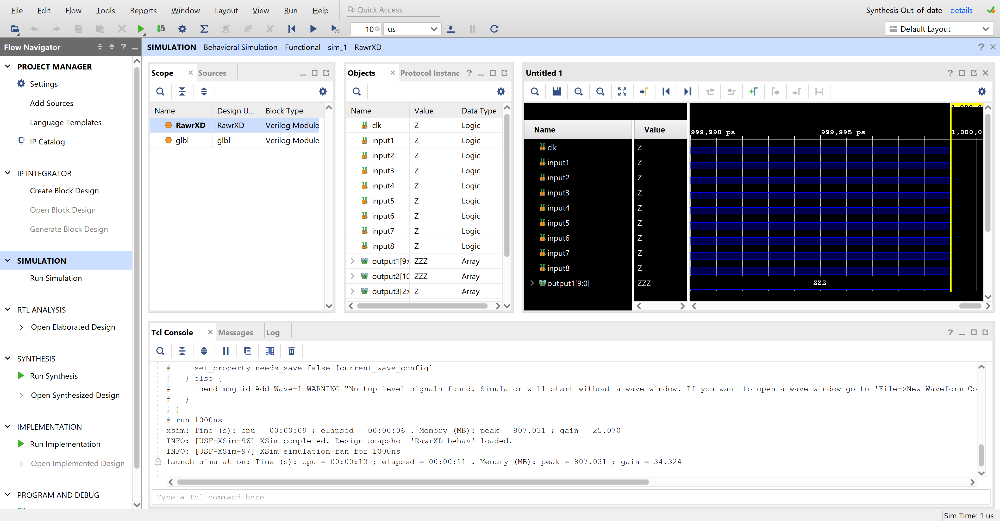 File Edit Flow Tools Reports Window Layout View Run Help Quick Access
Synthesis Out-of-date details
10 us
Default Layout
Flow Navigator
SIMULATION - Behavioral Simulation - Functional - sim_1 - RawrXD
PROJECT MANAGER
Settings
Add Sources
Language Templates
IP Catalog
IP INTEGRATOR
Create Block Design
Open Block Design
Generate Block Design
SIMULATION
Run Simulation
RTL ANALYSIS
Open Elaborated Design
SYNTHESIS
Run Synthesis
Open Synthesized Design
IMPLEMENTATION
Run Implementation
Open Implemented Design
PROGRAM AND DEBUG
Scope Sources
Name Design U... Block Type
RawrXD RawrXD Verilog Module
glbl glbl Verilog Module
Objects Protocol Instanc
Name Value Data Type
clk Z Logic
input1 Z Logic
input2 Z Logic
input3 Z Logic
input4 Z Logic
input5 Z Logic
input6 Z Logic
input7 Z Logic
input8 Z Logic
output1[9:0 ZZZ Array
output2[10 ZZZ Array
output3[2:0 Z Array
Untitled 1
Name Value
999,990 ps 999,995 ps 1,000,0
clk Z
input1 Z
input2 Z
input3 Z
input4 Z
input5 Z
input6 Z
input7 Z
input8 Z
output1[9:0] ZZZ ZZZ
Tcl Console Messages Log
# set_property needs_save false [current_wave_config]
# } else {
# send_msg_id Add_Wave-1 WARNING "No top level signals found. Simulator will start without a wave window. If you want to open a wave window go to 'File->New Waveform Co
# }
# }
# run 1000ns
xsim: Time (s): cpu = 00:00:09 ; elapsed = 00:00:06 . Memory (MB): peak = 807.031 ; gain = 25.070
INFO: [USF-XSim-96] XSim completed. Design snapshot 'RawrXD_behav' loaded.
INFO: [USF-XSim-97] XSim simulation ran for 1000ns
launch_simulation: Time (s): cpu = 00:00:13 ; elapsed = 00:00:11 . Memory (MB): peak = 807.031 ; gain = 34.324
Type a Tcl command here
Sim Time: 1 us